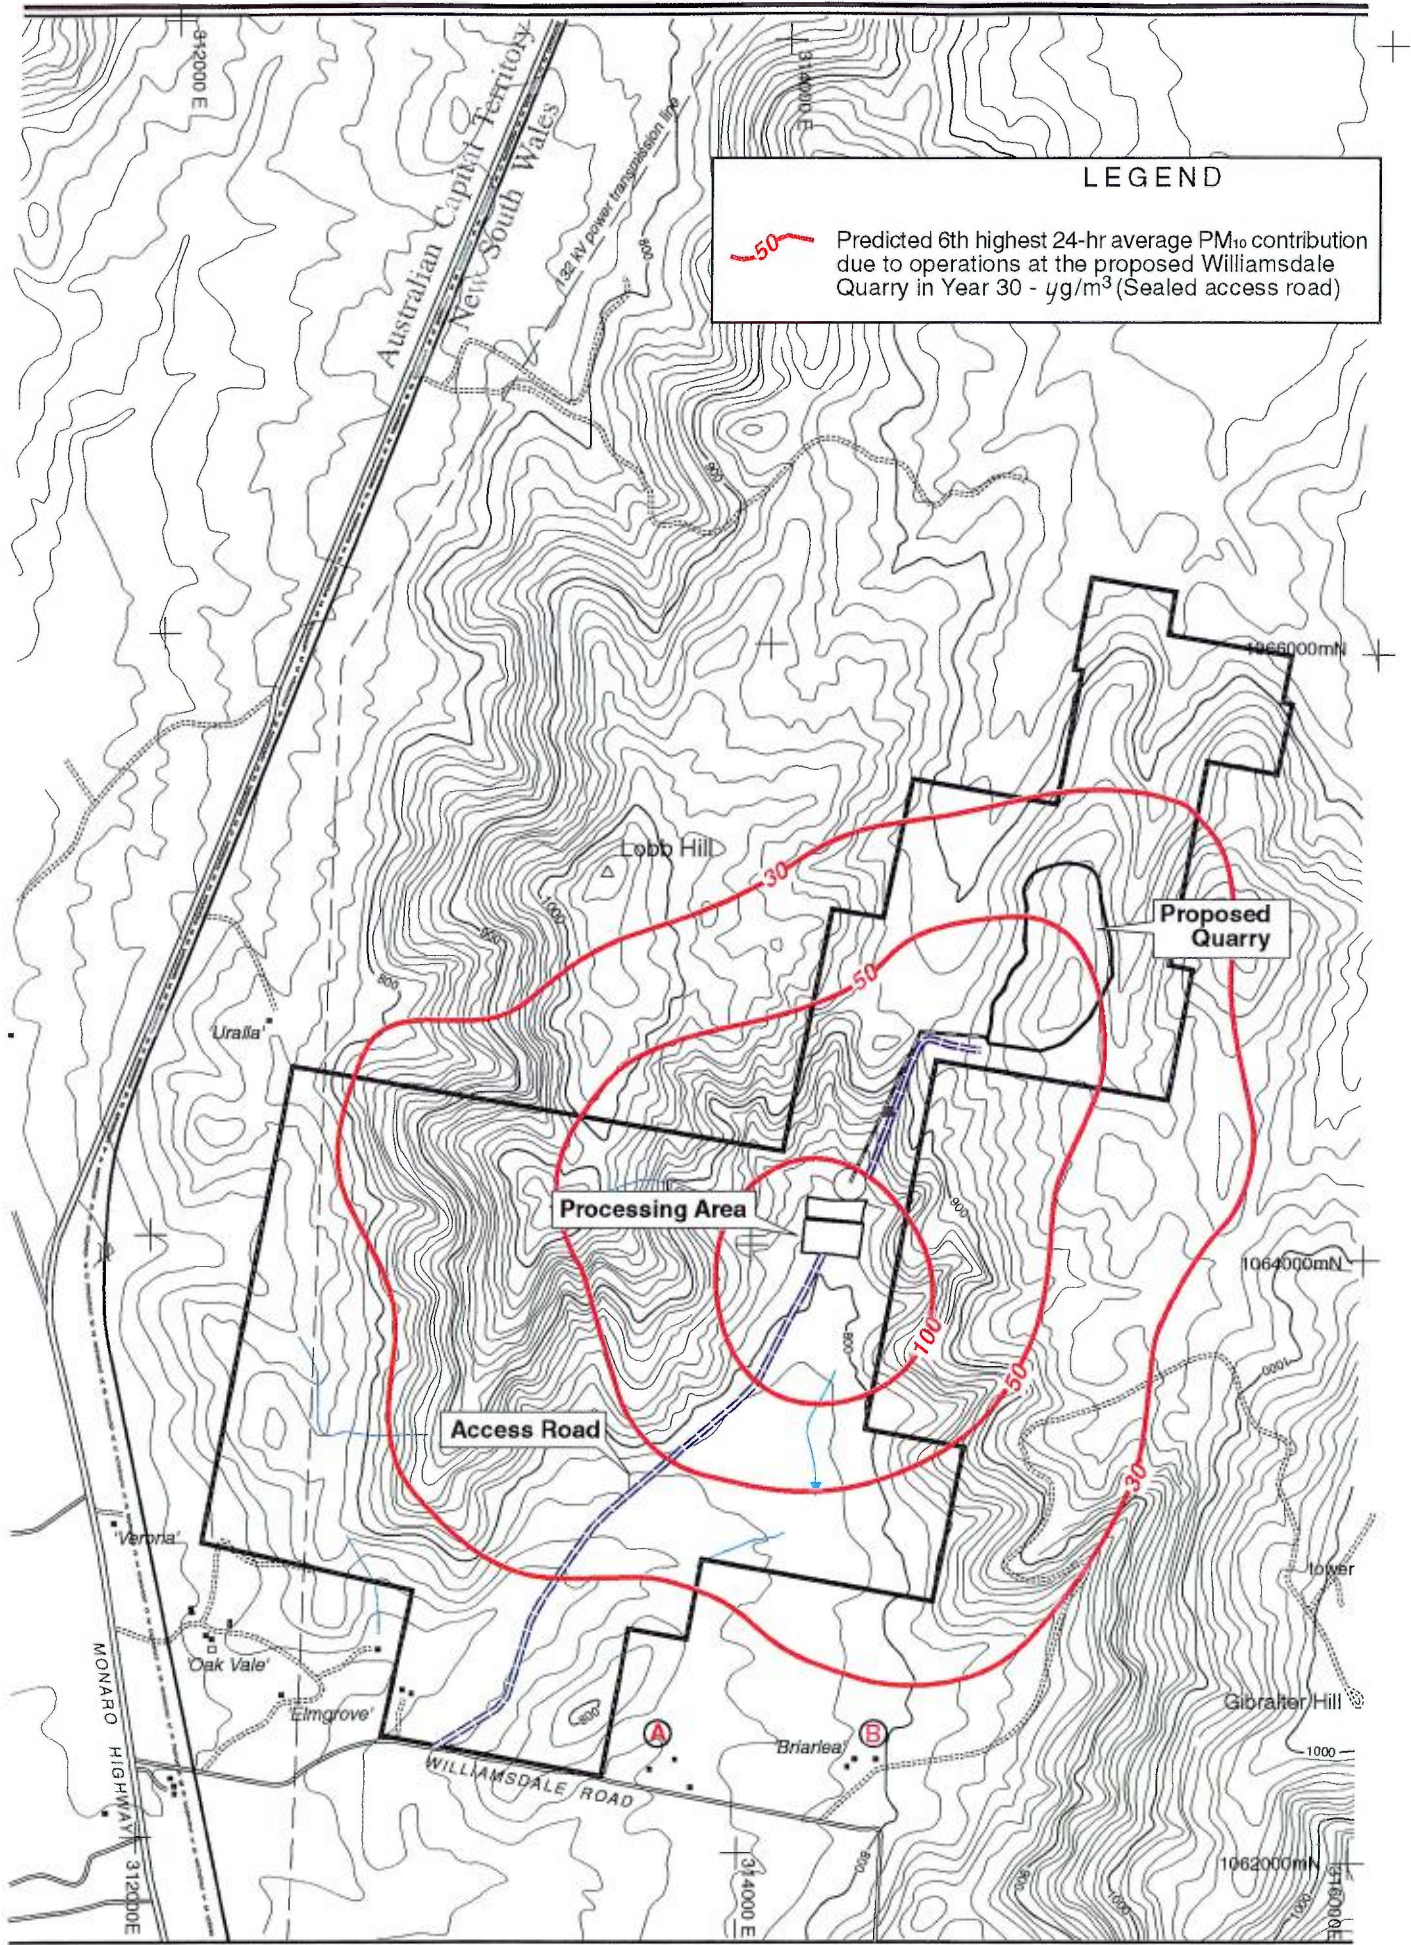 312000 E
314000 E
Australian Capital Territory
New South Wales
132 kV power transmission line
800
LEGEND
50
Predicted 6th highest 24-hr average PM₁₀ contribution
due to operations at the proposed Williamsdale
Quarry in Year 30 - µg/m³ (Sealed access road)
900
1066000mN
Lobb Hill
30
1000
900
Proposed
Quarry
50
800
'Uralla'
Processing Area
900
1064000mN
100
800
50
1000
Access Road
30
'Verona'
tower
'Oak Vale'
'Elmgrove'
MONARO HIGHWAY
800
A
'Briarlea'
B
Gibralter Hill
1000
WILLIAMSDALE ROAD
312000E
314000 E
800
900
1000
1062000mN
1000
316000E